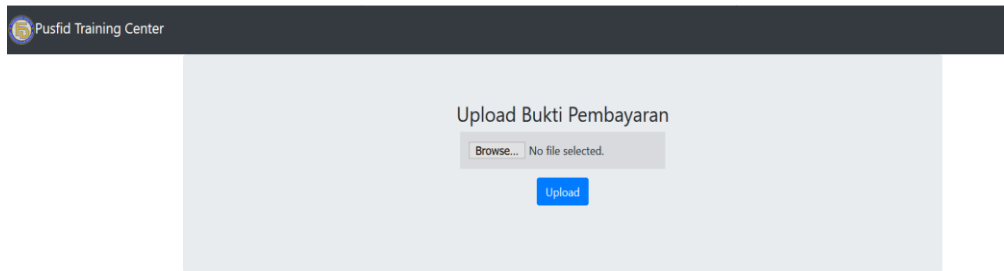 Pusfid Training Center
Upload Bukti Pembayaran
Browse... No file selected.
Upload